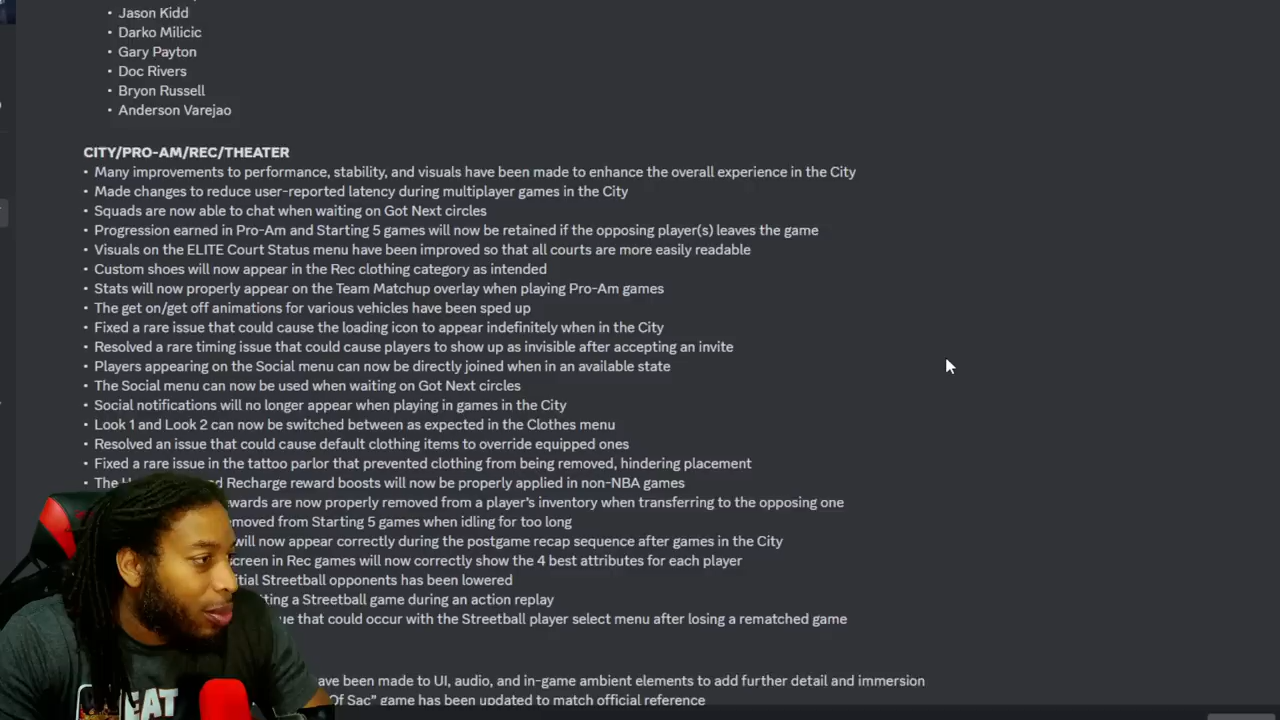 • Jason Kidd
• Darko Milicic
• Gary Payton
• Doc Rivers
• Bryon Russell
• Anderson Varejao
CITY/PRO-AM/REC/THEATER
• Many improvements to performance, stability, and visuals have been made to enhance the overall experience in the City
• Made changes to reduce user-reported latency during multiplayer games in the City
• Squads are now able to chat when waiting on Got Next circles
• Progression earned in Pro-Am and Starting 5 games will now be retained if the opposing player(s) leaves the game
• Visuals on the ELITE Court Status menu have been improved so that all courts are more easily readable
• Custom shoes will now appear in the Rec clothing category as intended
• Stats will now properly appear on the Team Matchup overlay when playing Pro-Am games
• The get on/get off animations for various vehicles have been sped up
• Fixed a rare issue that could cause the loading icon to appear indefinitely when in the City
• Resolved a rare timing issue that could cause players to show up as invisible after accepting an invite
• Players appearing on the Social menu can now be directly joined when in an available state
• The Social menu can now be used when waiting on Got Next circles
• Social notifications will no longer appear when playing in games in the City
• Look 1 and Look 2 can now be switched between as expected in the Clothes menu
• Resolved an issue that could cause default clothing items to override equipped ones
• Fixed a rare issue in the tattoo parlor that prevented clothing from being removed, hindering placement
• The Recharge reward boosts will now be properly applied in non-NBA games
are now properly removed from a player's inventory when transferring to the opposing one
from Starting 5 games when idling for too long
will now appear correctly during the postgame recap sequence after games in the City
screen in Rec games will now correctly show the 4 best attributes for each player
Streetball opponents has been lowered
a Streetball game during an action replay
that could occur with the Streetball player select menu after losing a rematched game
been made to UI, audio, and in-game ambient elements to add further detail and immersion
Of Sac” game has been updated to match official reference
EAT